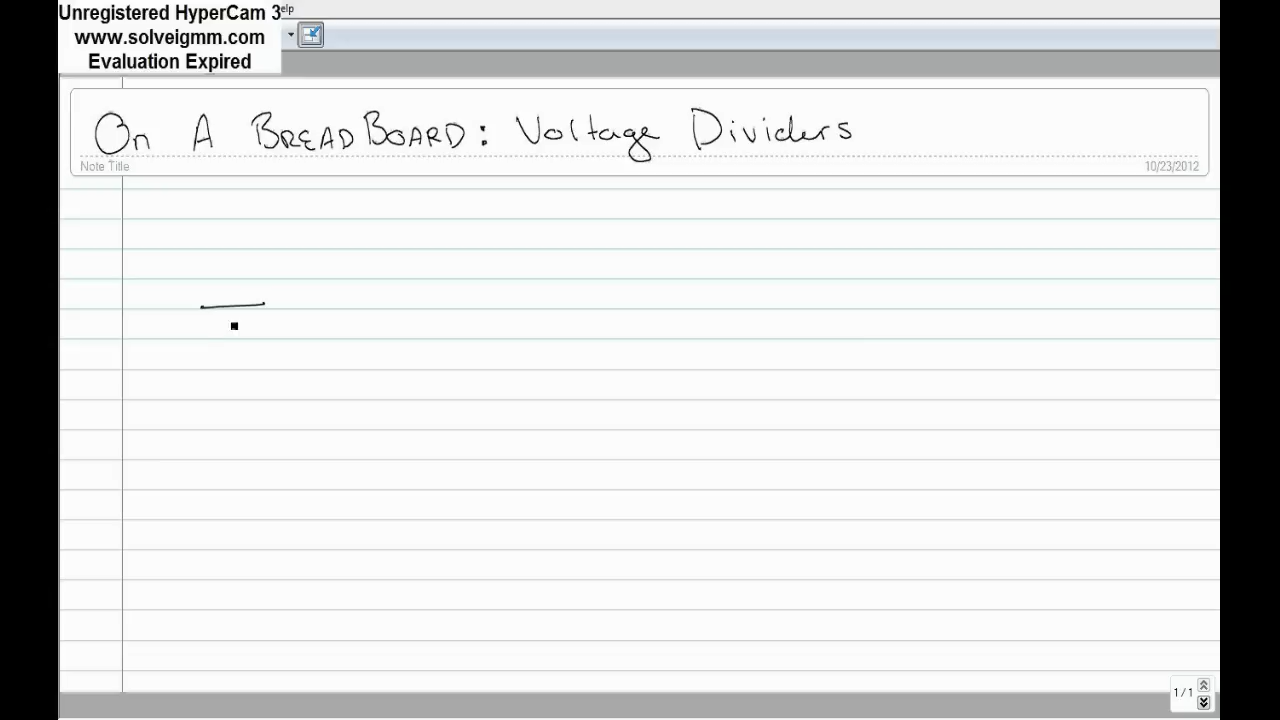 Unregistered HyperCam 3
elp
www.solveigmm.com
Evaluation Expired
On A BREADBOARD: Voltage Dividers
Note Title
10/23/2012
1/1